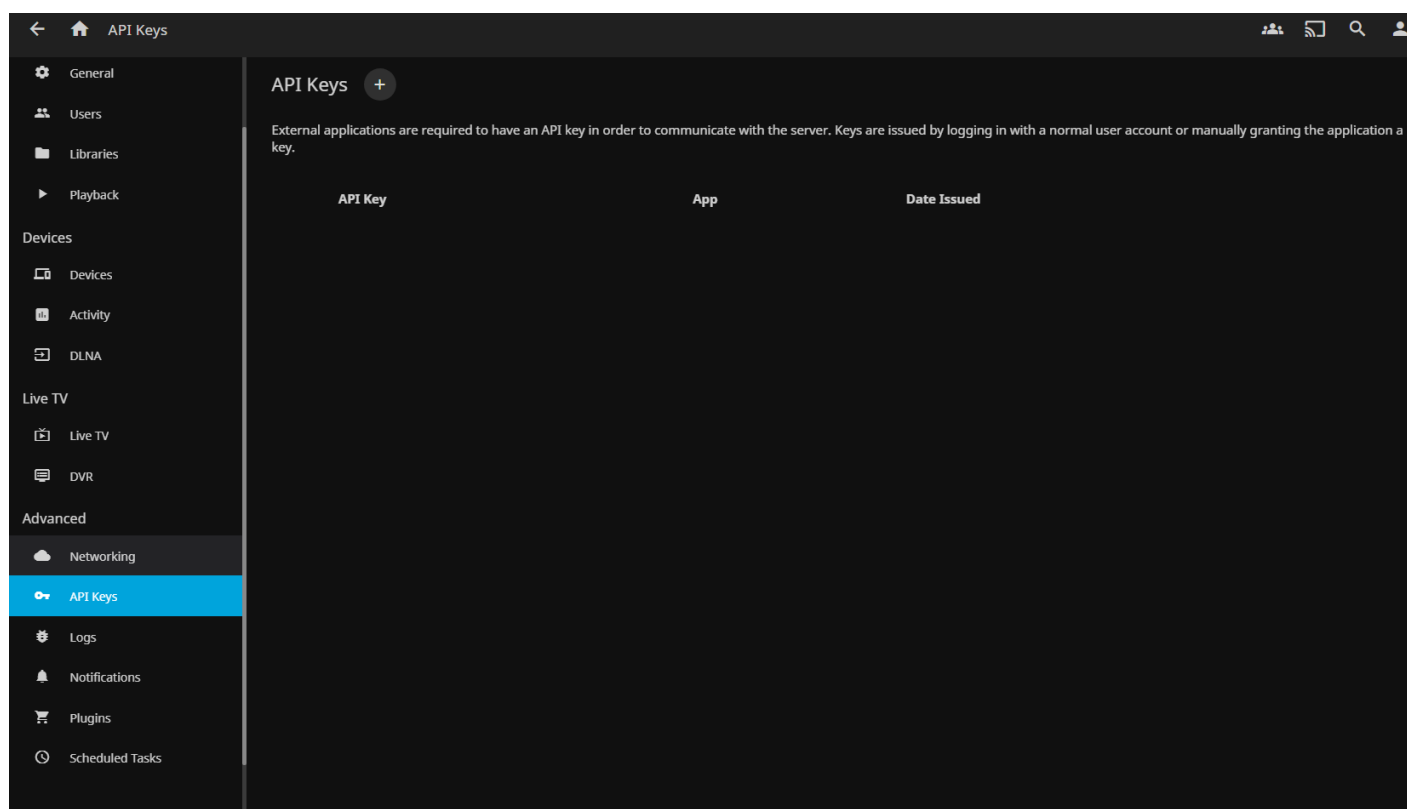 API Keys
General
Users
Libraries
Playback
Devices
Devices
Activity
DLNA
Live TV
Live TV
DVR
Advanced
Networking
API Keys
Logs
Notifications
Plugins
Scheduled Tasks
API Keys
External applications are required to have an API key in order to communicate with the server. Keys are issued by logging in with a normal user account or manually granting the application a
key.
API Key App Date Issued